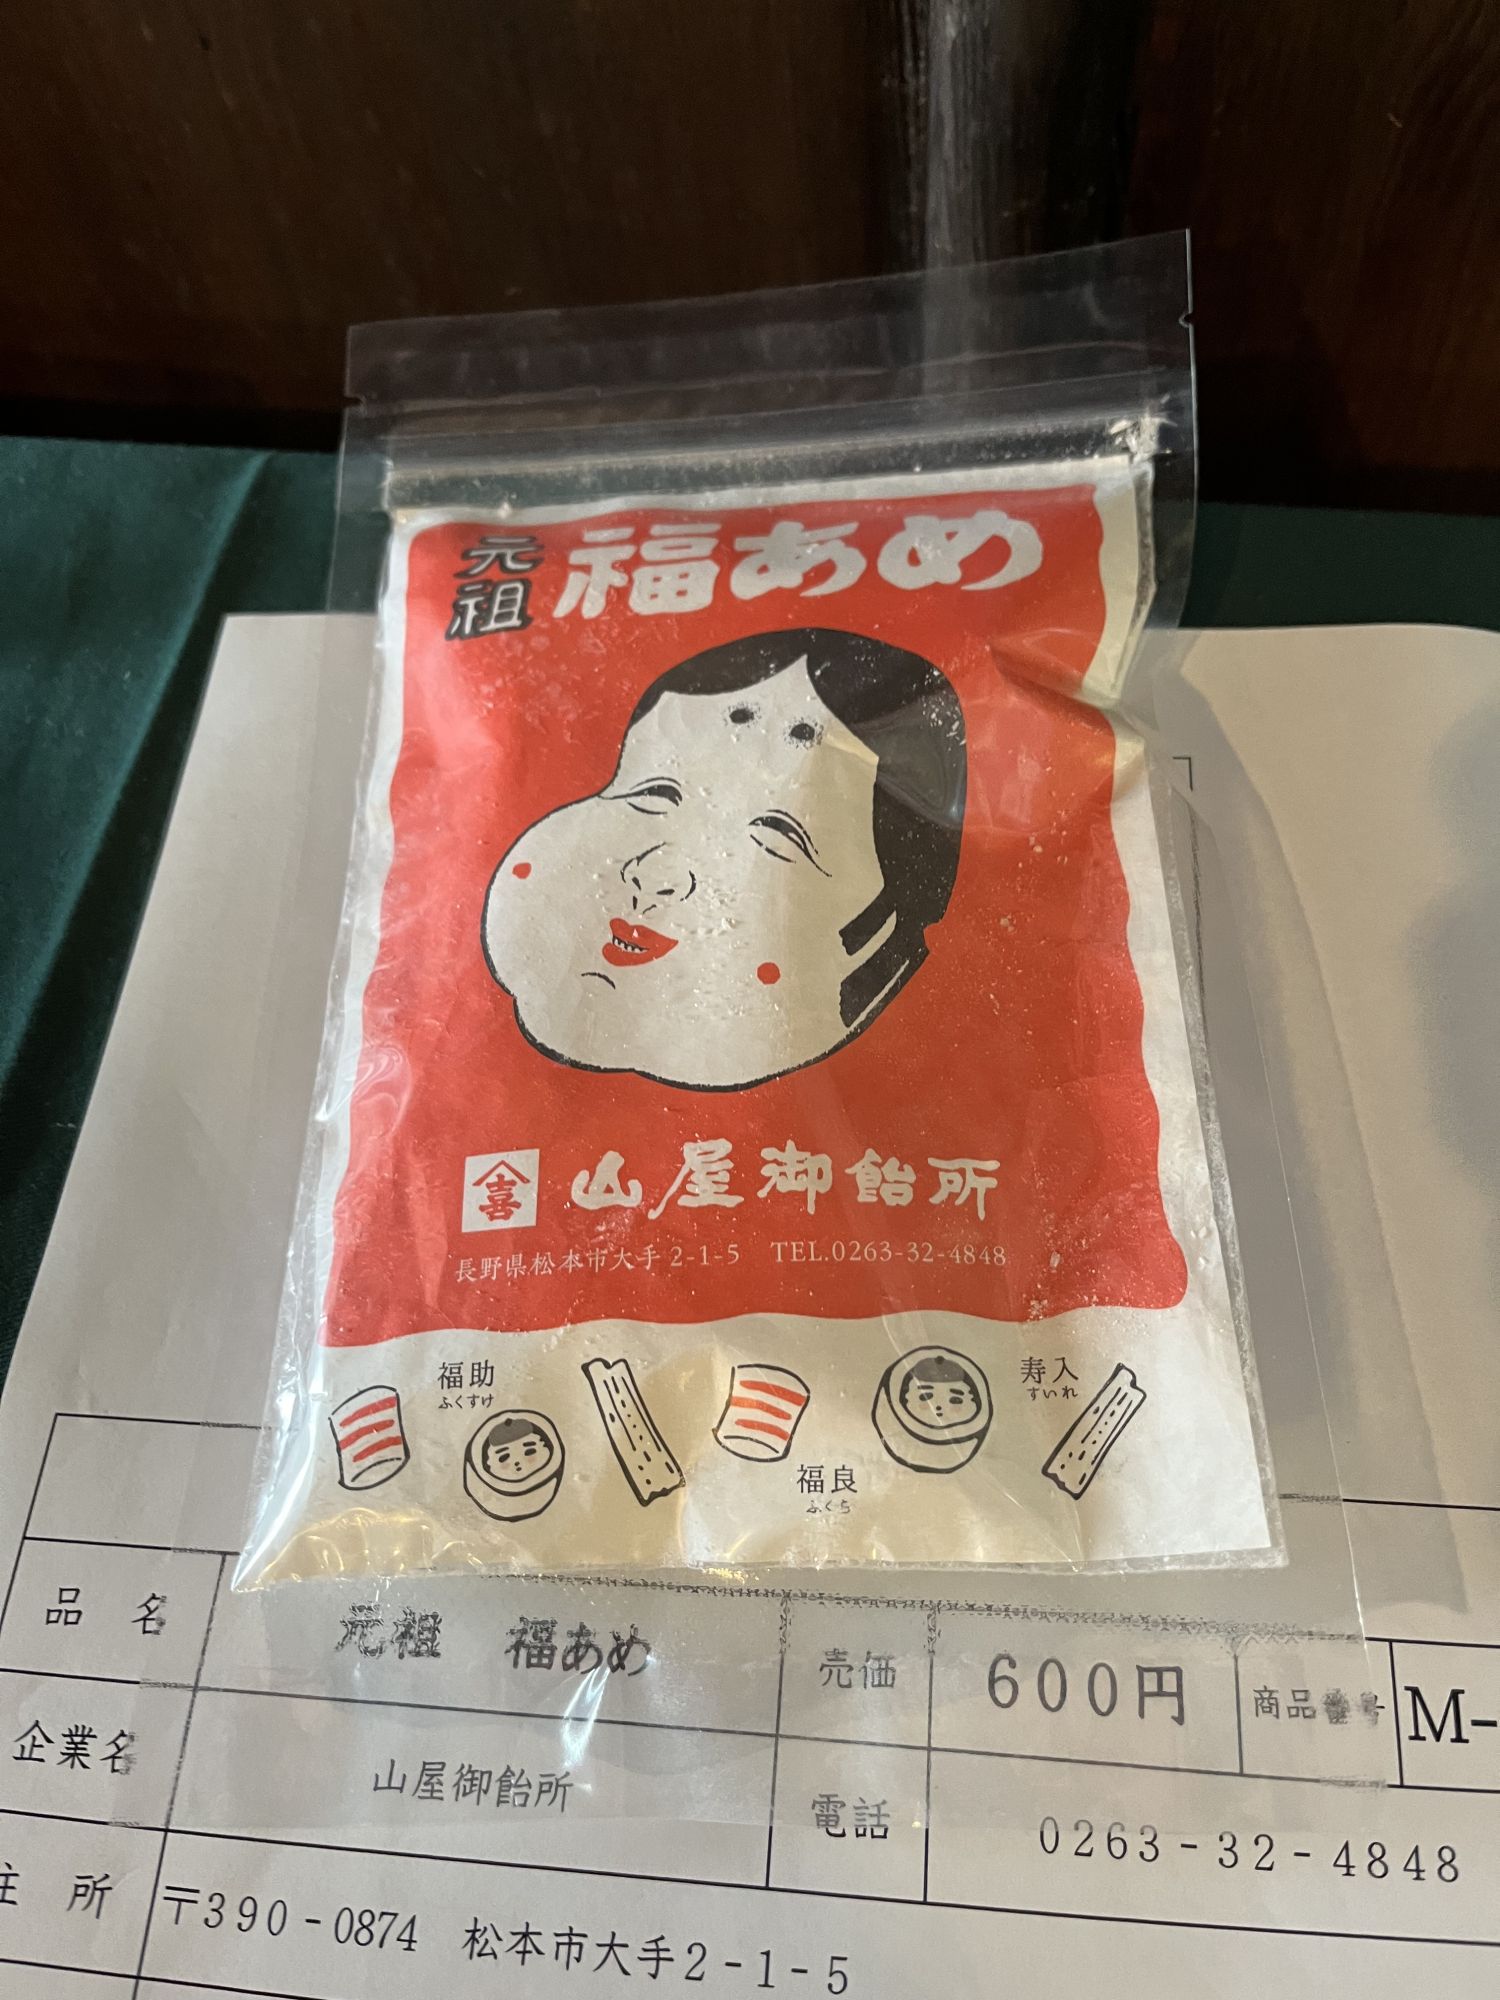 元祖
福あめ
喜
山屋御飴所
長野県松本市大手 2-1-5 TEL.0263-32-4848
福助
ふくすけ
寿入
すいれ
福良
ふくら
品 名 元祖 福あめ 売価 600円 商品番号 M-
企業名 山屋御飴所 電話 0263-32-4848
住 所 〒390-0874 松本市大手2-1-5